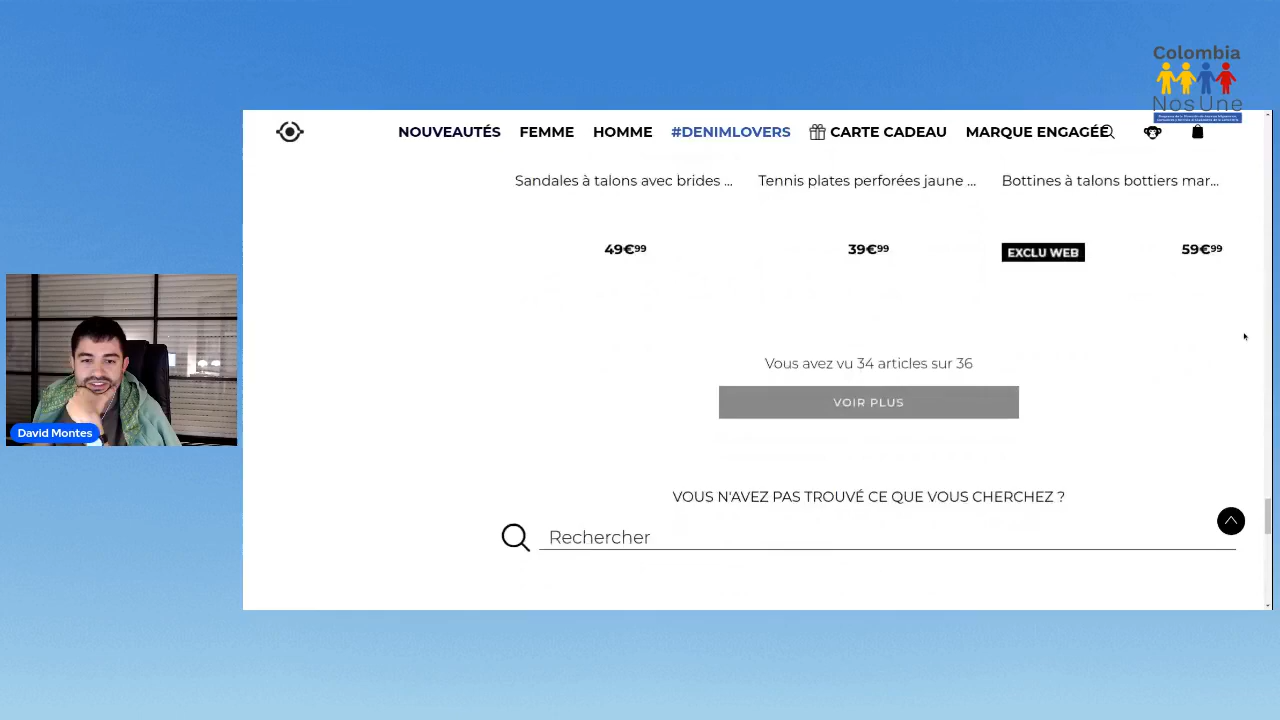 Colombia
NosUne
NOUVEAUTÉS FEMME HOMME #DENIMLOVERS CARTE CADEAU MARQUE ENGAGÉE
Sandales à talons avec brides ... Tennis plates perforées jaune ... Bottines à talons bottiers mar...
49€99 39€99 EXCLU WEB 59€99
Vous avez vu 34 articles sur 36
VOIR PLUS
David Montes
VOUS N'AVEZ PAS TROUVÉ CE QUE VOUS CHERCHEZ ?
Rechercher